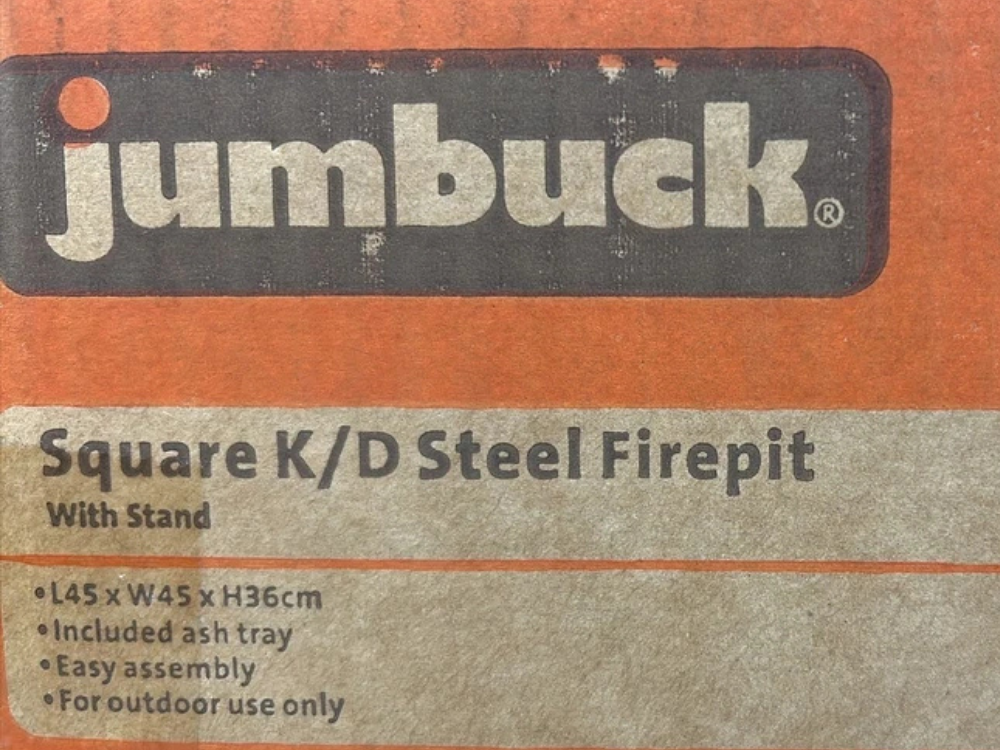 jumbuck®
Square K/D Steel Firepit
With Stand
• L45 x W45 x H36cm
• Included ash tray
• Easy assembly
• For outdoor use only